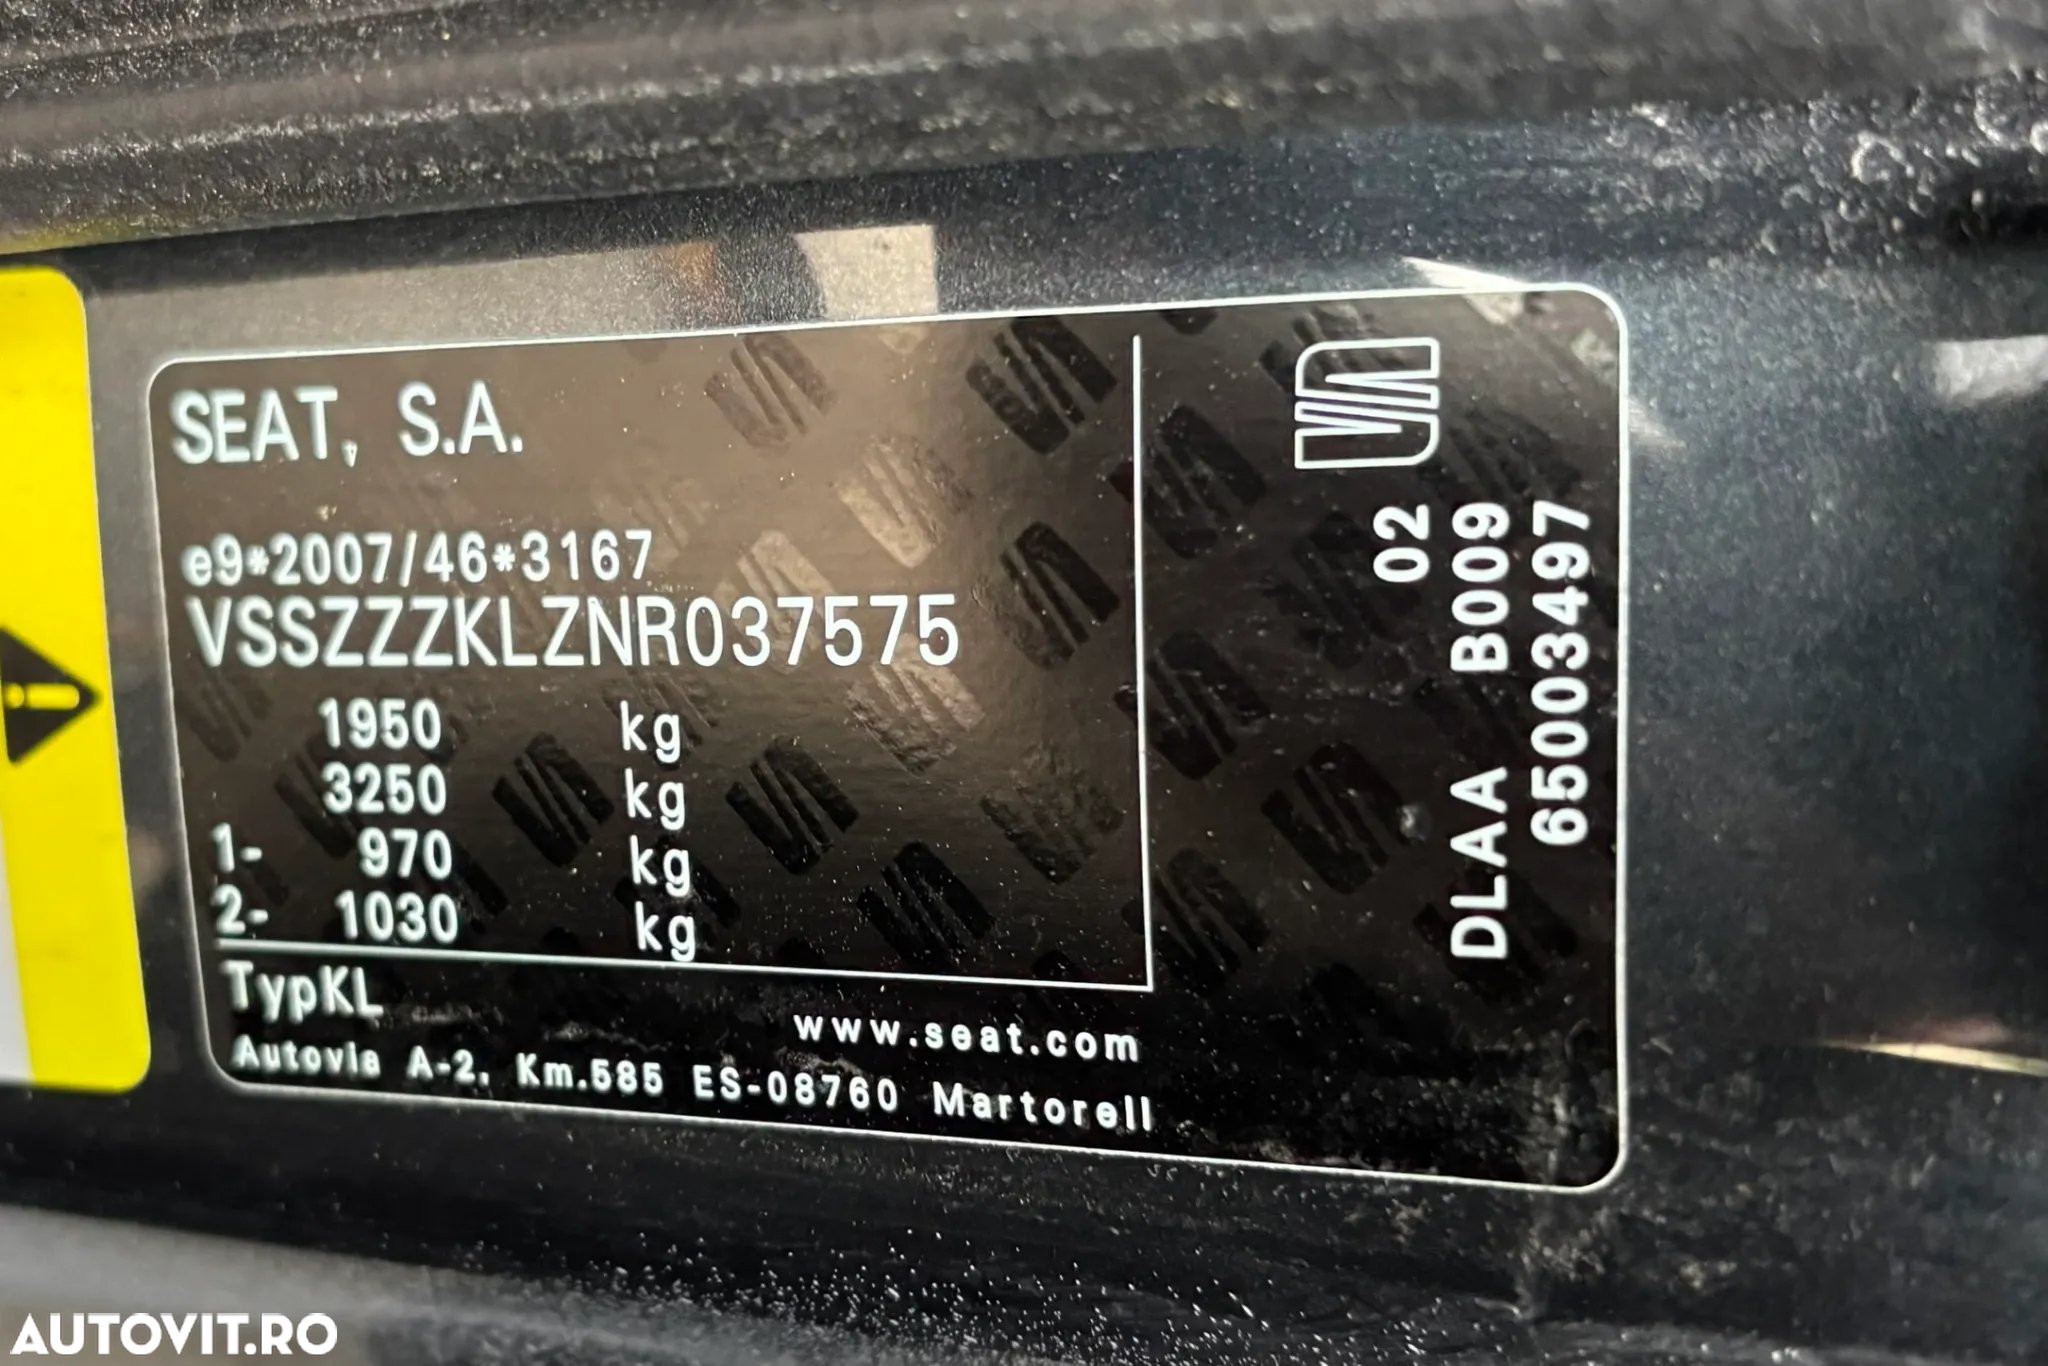 SEAT, S.A.
e9*2007/46*3167
VSSZZZKLZNR037575
1950 kg
3250 kg
1- 970 kg
2- 1030 kg
TypKL
www.seat.com
Autovia A-2, Km.585 ES-08760 Martorell
02
DLAA B009
65003497
AUTOVIT.RO